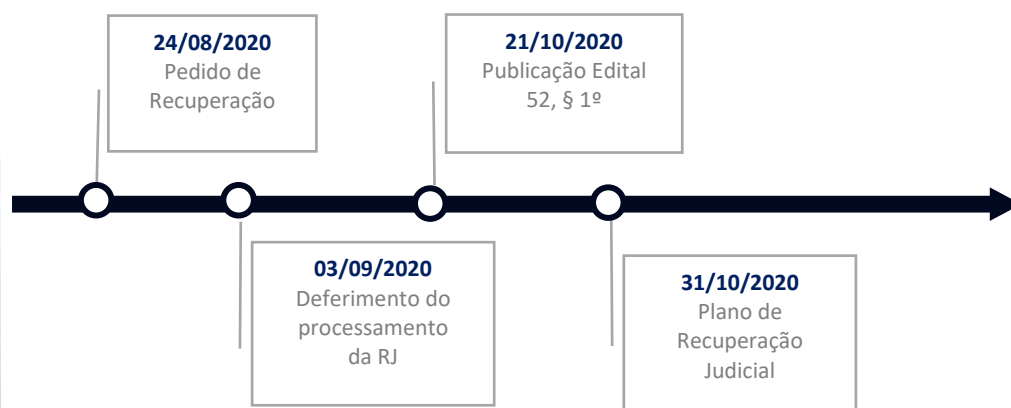 24/08/2020
Pedido de
Recuperação
21/10/2020
Publicação Edital
52, § 1º
03/09/2020
Deferimento do
processamento
da RJ
31/10/2020
Plano de
Recuperação
Judicial